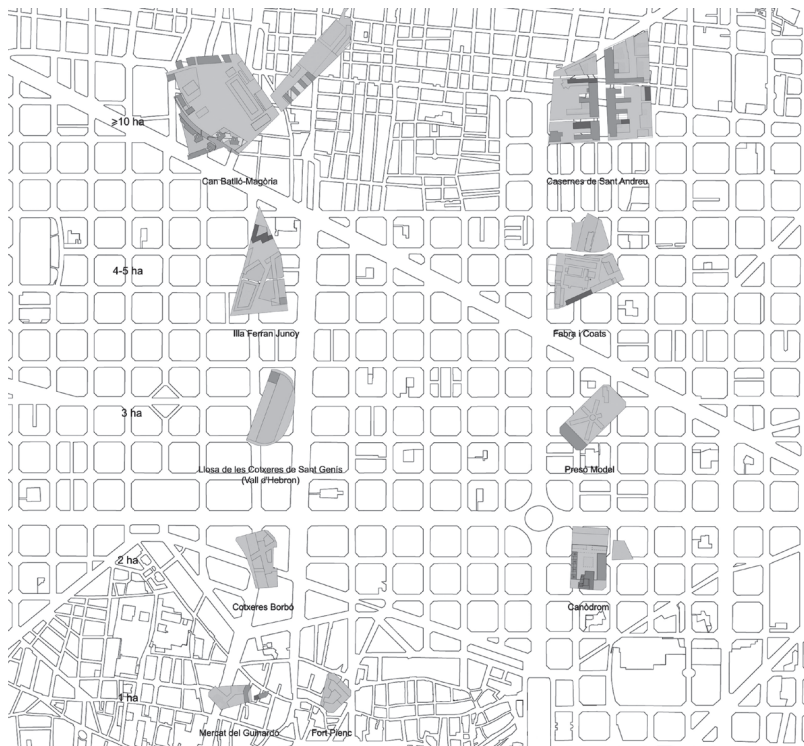 ≥10 ha
Can Batlló-Magòria
Casernes de Sant Andreu
4-5 ha
Illa Ferran Junoy
Fabra i Coats
3 ha
Llosa de les Cotxeres de Sant Genís
(Vall d'Hebron)
Presó Model
2 ha
Cotxeres Borbó
Canòdrom
1 ha
Mercat del Guinardó
Fort Pienc